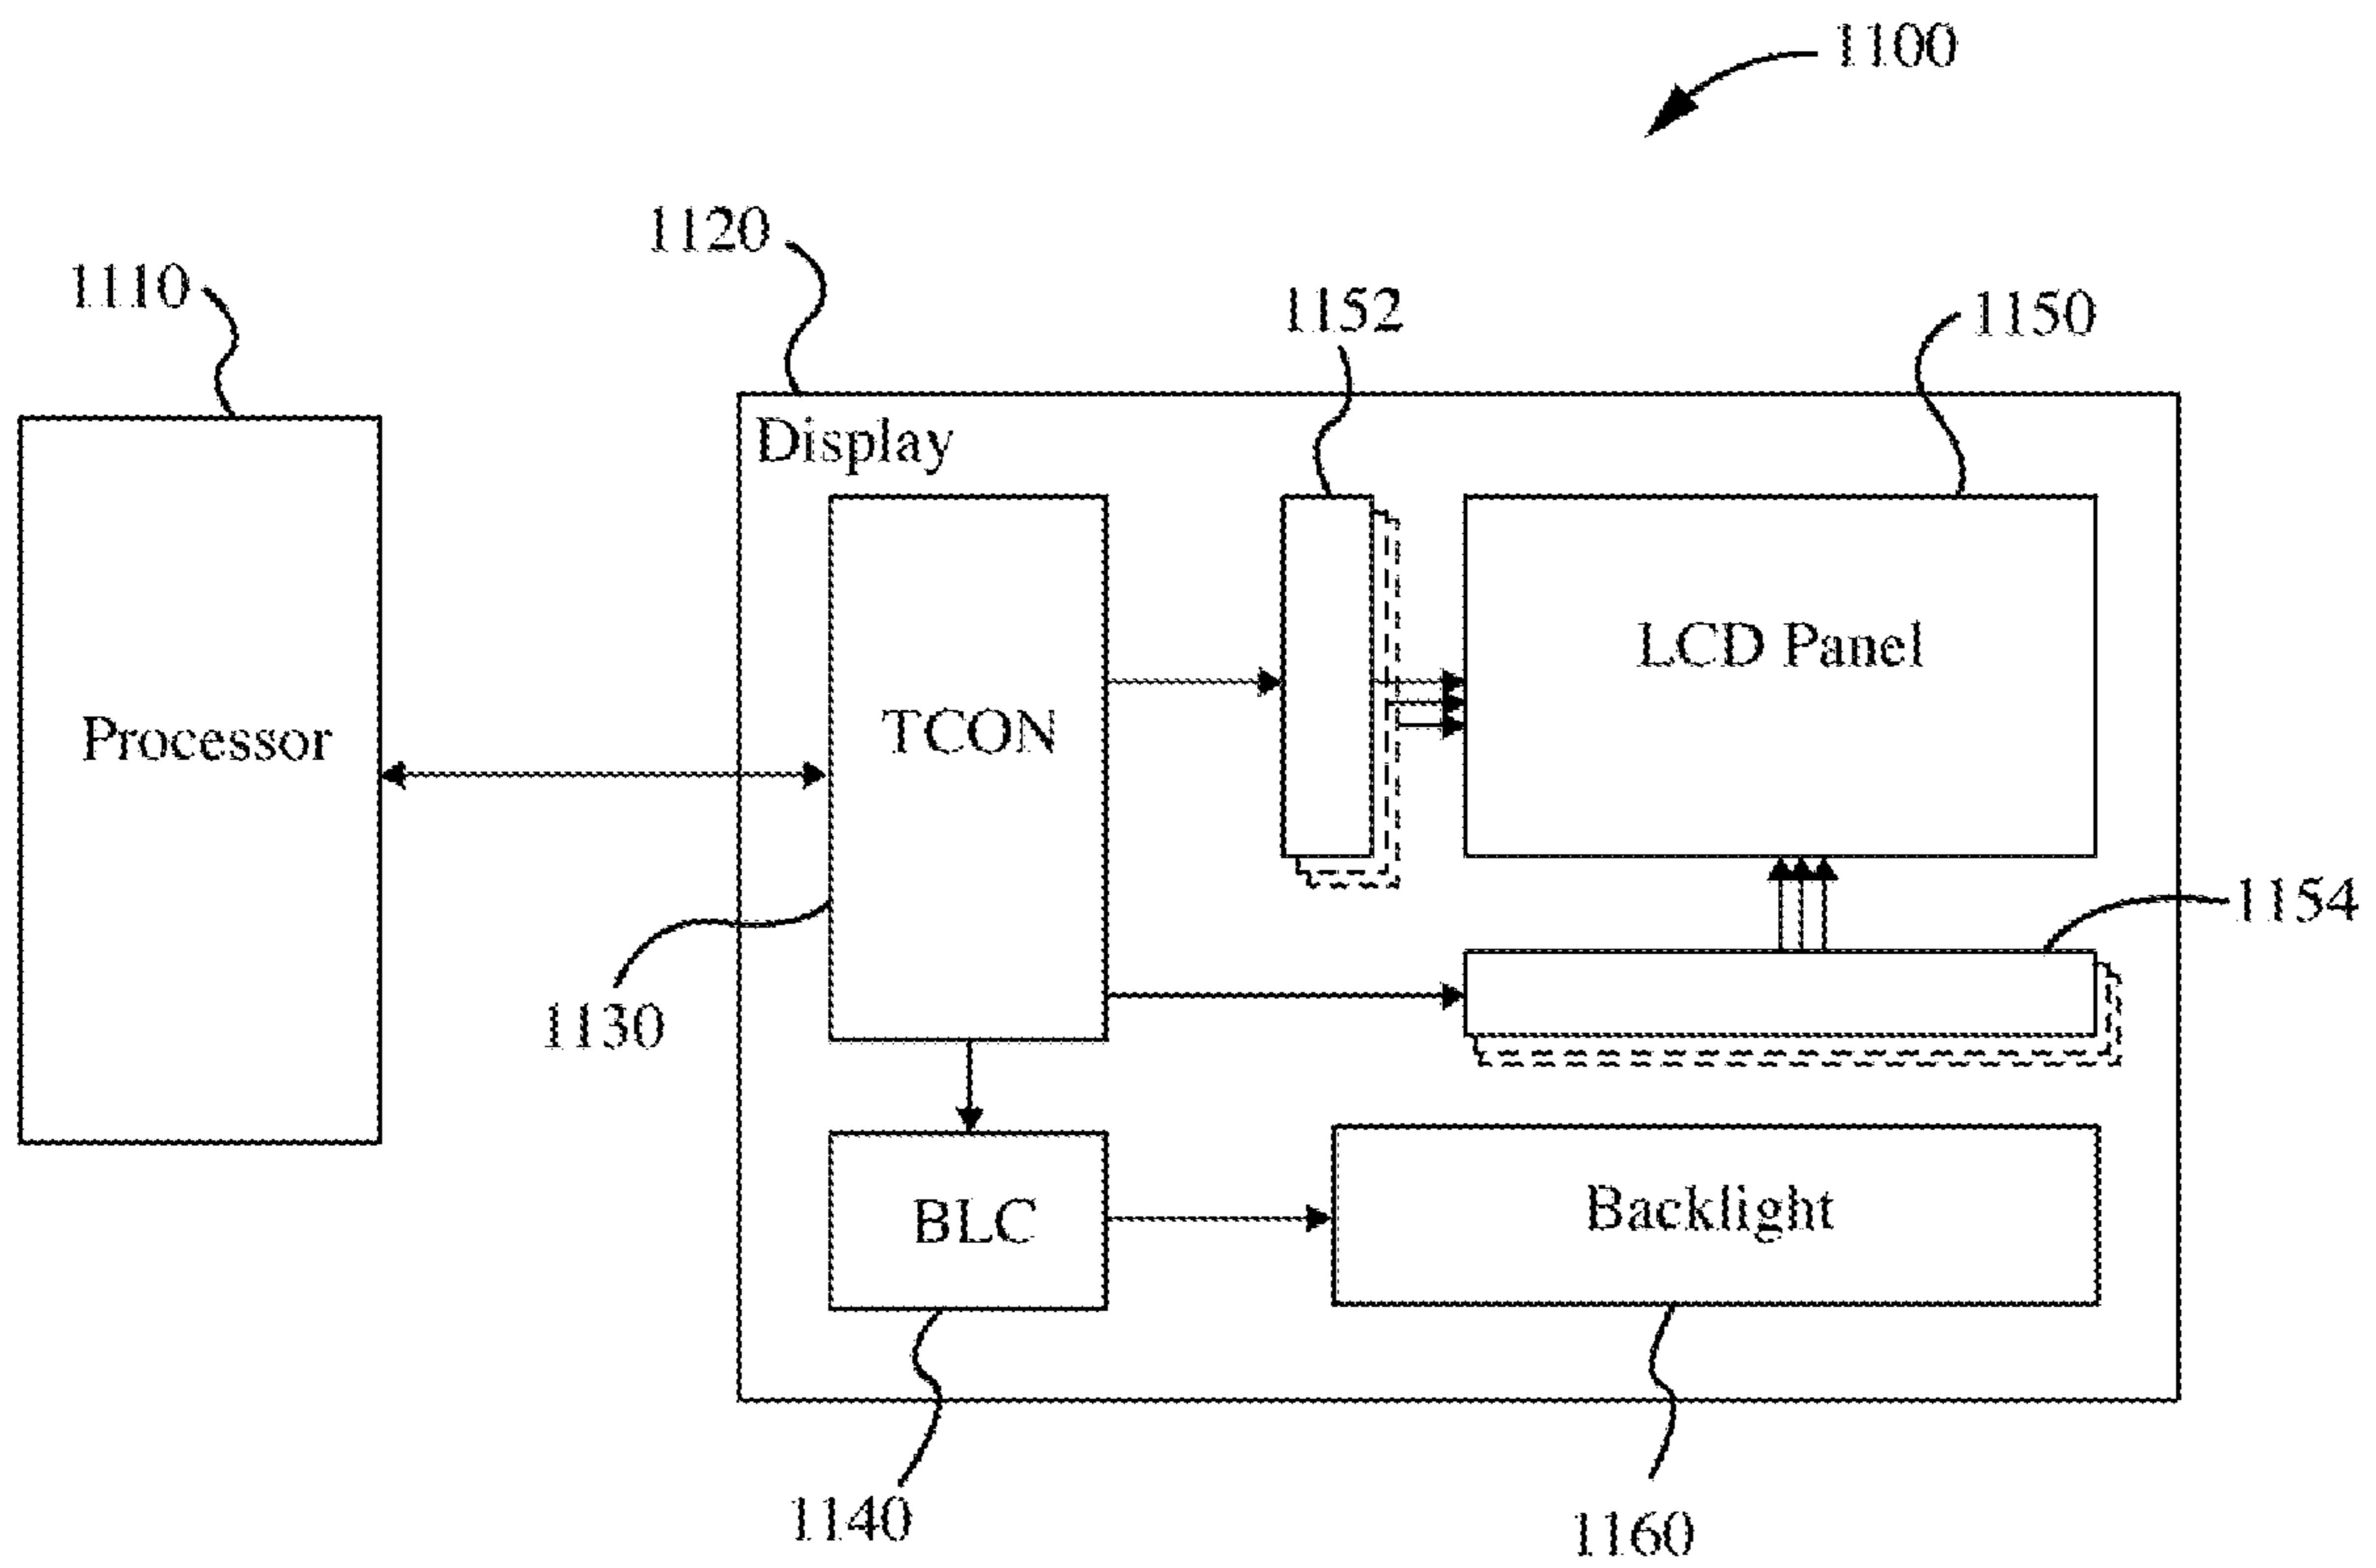 1100
1120
1110
1152
1150
Display
LCD Panel
TCON
Processor
1154
1130
Backlight
BLC
1140
1160